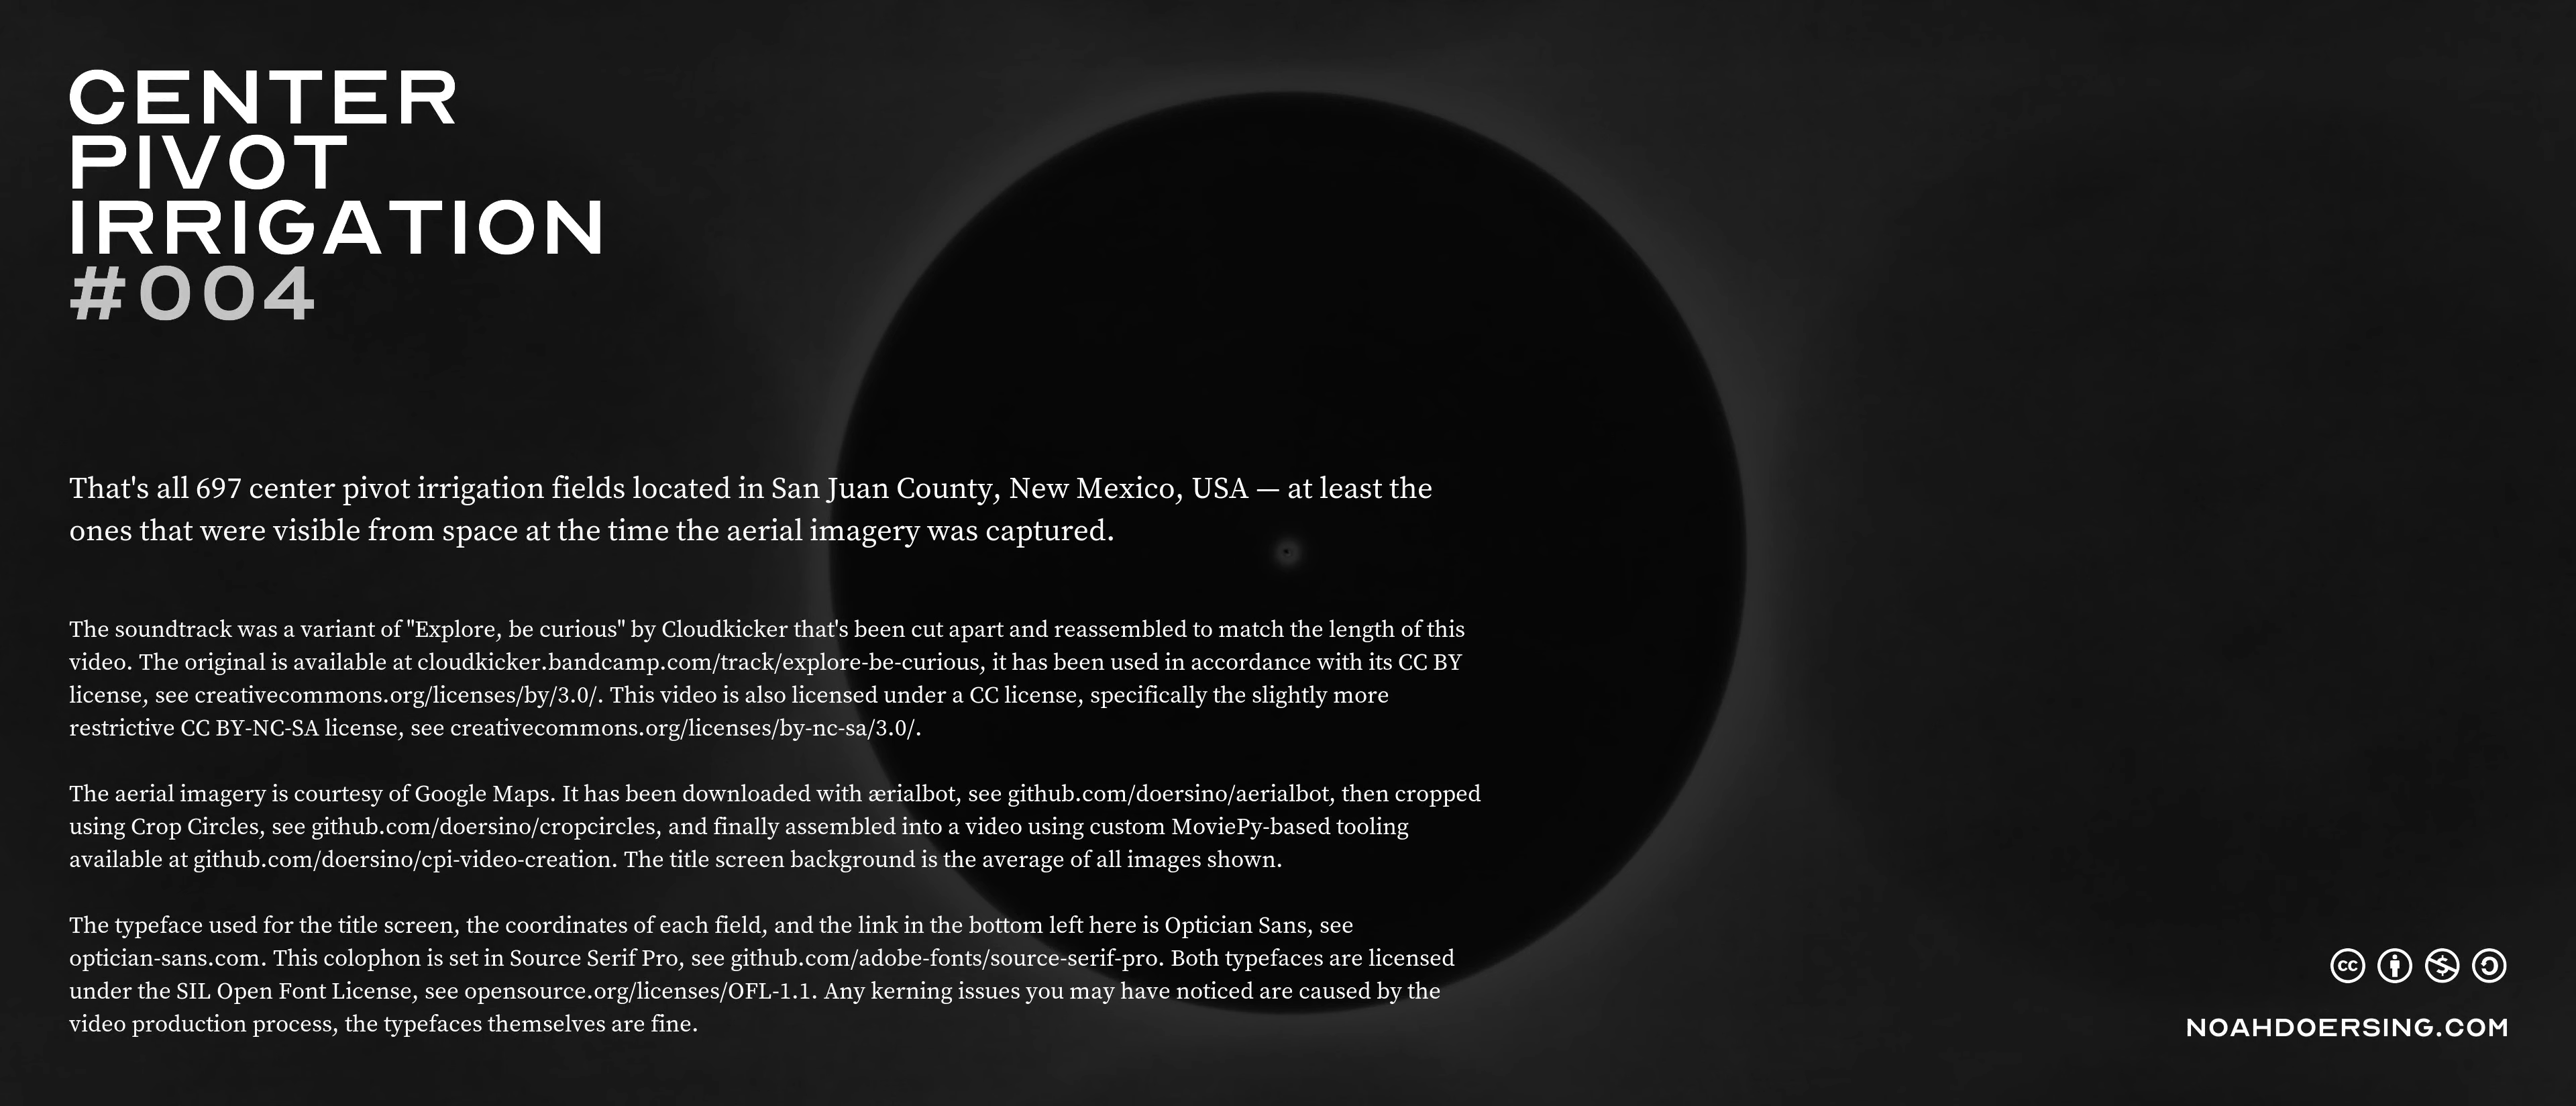 CENTER
PIVOT
IRRIGATION
#004
That's all 697 center pivot irrigation fields located in San Juan County, New Mexico, USA — at least the
ones that were visible from space at the time the aerial imagery was captured.
The soundtrack was a variant of "Explore, be curious" by Cloudkicker that's been cut apart and reassembled to match the length of this
video. The original is available at cloudkicker.bandcamp.com/track/explore-be-curious, it has been used in accordance with its CC BY
license, see creativecommons.org/licenses/by/3.0/. This video is also licensed under a CC license, specifically the slightly more
restrictive CC BY-NC-SA license, see creativecommons.org/licenses/by-nc-sa/3.0/.
The aerial imagery is courtesy of Google Maps. It has been downloaded with ærialbot, see github.com/doersino/aerialbot, then cropped
using Crop Circles, see github.com/doersino/cropcircles, and finally assembled into a video using custom MoviePy-based tooling
available at github.com/doersino/cpi-video-creation. The title screen background is the average of all images shown.
The typeface used for the title screen, the coordinates of each field, and the link in the bottom left here is Optician Sans, see
optician-sans.com. This colophon is set in Source Serif Pro, see github.com/adobe-fonts/source-serif-pro. Both typefaces are licensed
under the SIL Open Font License, see opensource.org/licenses/OFL-1.1. Any kerning issues you may have noticed are caused by the
video production process, the typefaces themselves are fine.
cc
NOAHDOERSING.COM